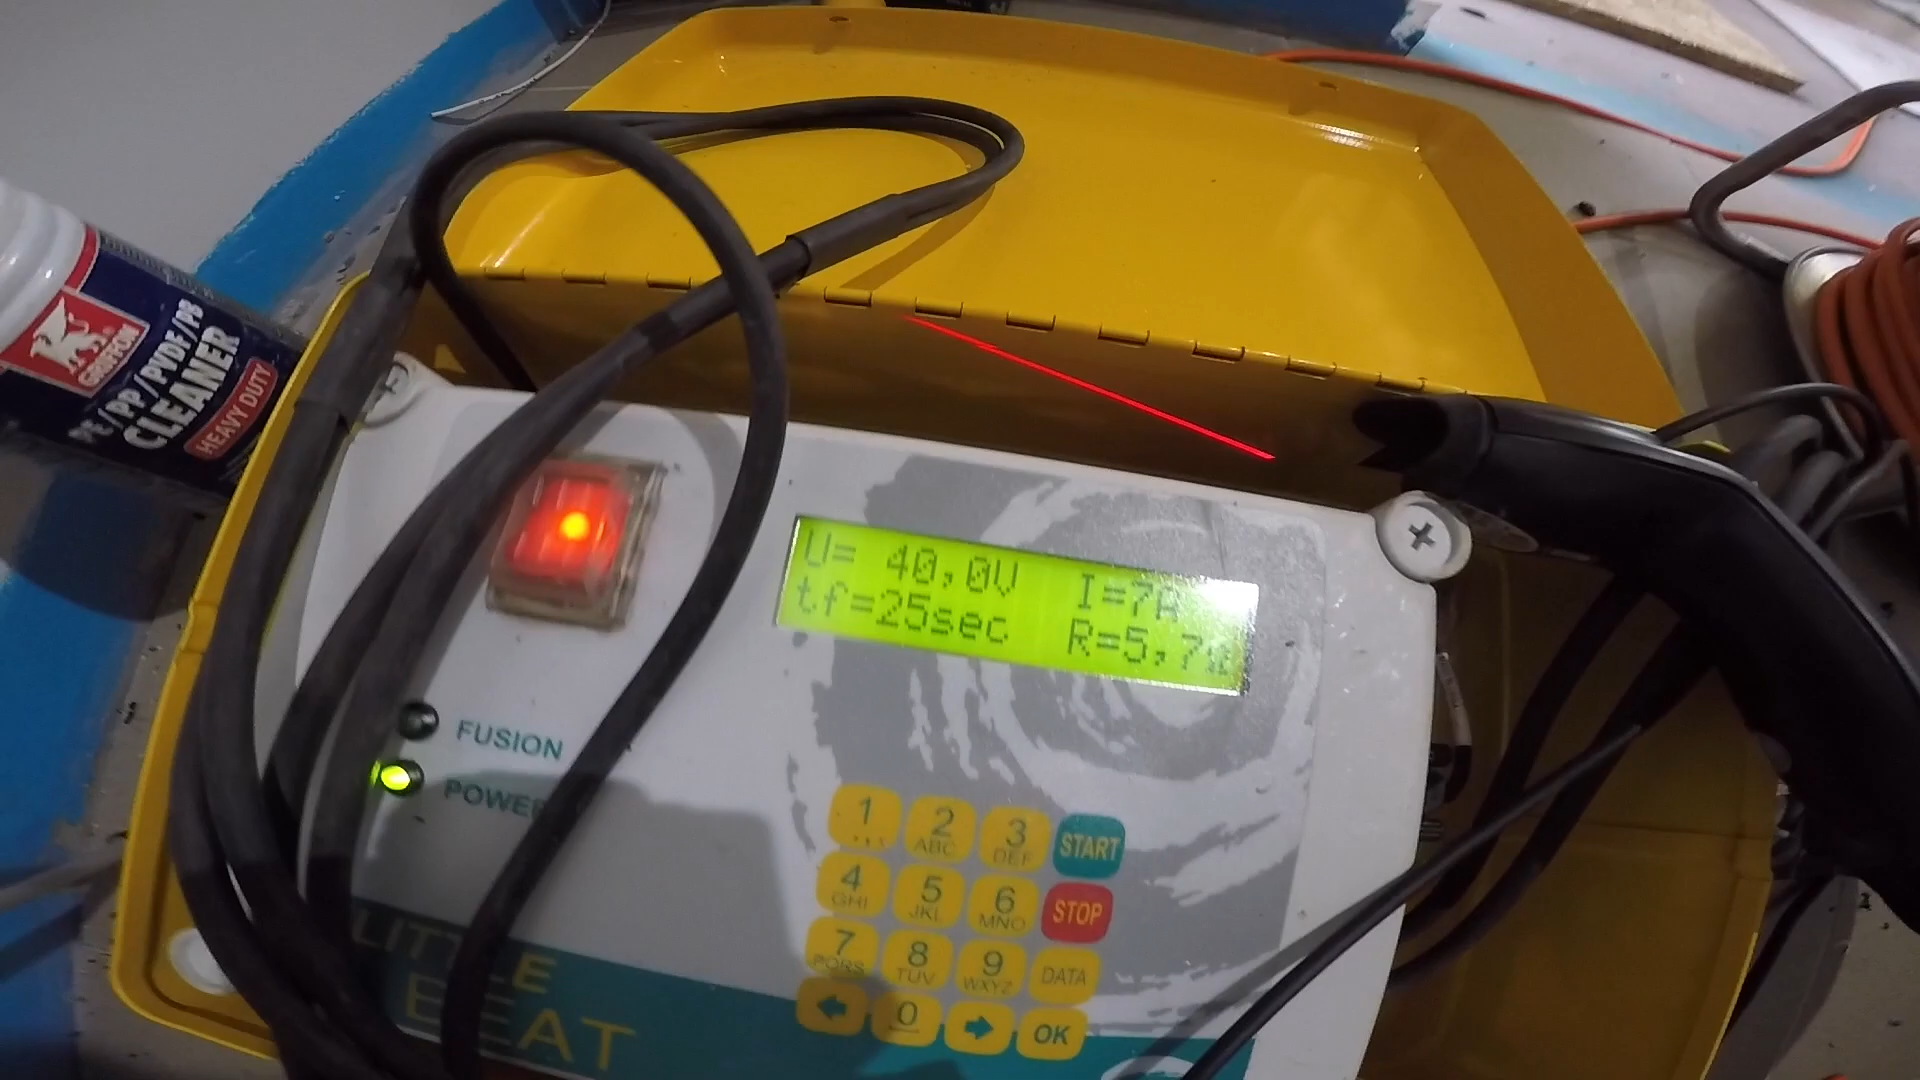 GRIFFON
PE/PP/PVDF/PB
CLEANER
HEAVY DUTY
U= 40,0V I=7A
tf=25sec R=5,7Ω
FUSION
POWER
1 2 3 START
ABC DEF
4 5 6 STOP
GHI JKL MNO
7 8 9 DATA
PQRS TUV WXYZ
0 OK
LITTLE
BEAT